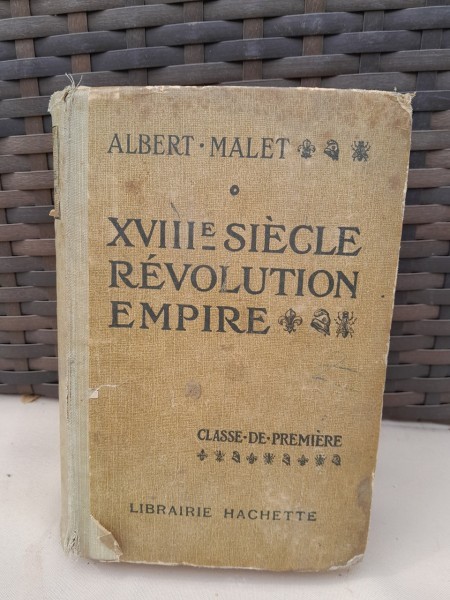 ALBERT · MALET
XVIIIE SIÈCLE
RÉVOLUTION
EMPIRE
CLASSE · DE · PREMIÈRE
LIBRAIRIE HACHETTE